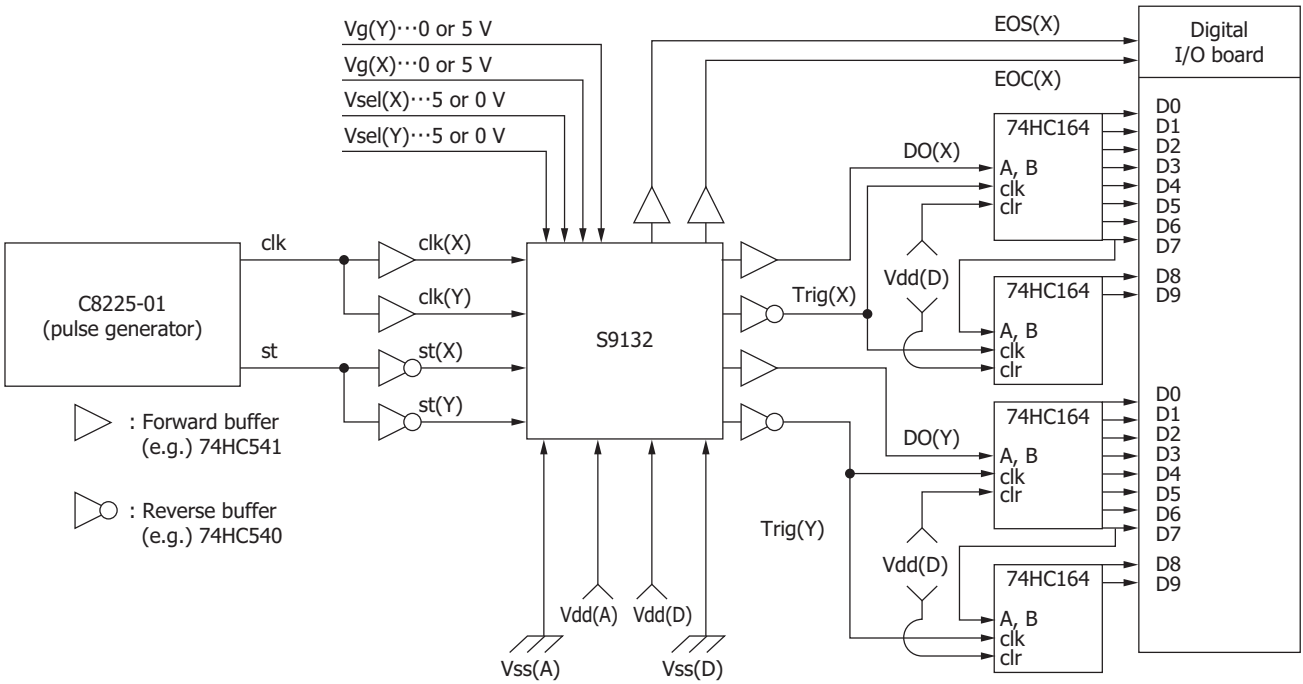 Vg(Y)···0 or 5 V
Vg(X)···0 or 5 V
Vsel(X)···5 or 0 V
Vsel(Y)···5 or 0 V
EOS(X)
EOC(X)
Digital
I/O board
C8225-01
(pulse generator)
clk
st
clk(X)
clk(Y)
st(X)
st(Y)
S9132
DO(X)
Trig(X)
DO(Y)
Trig(Y)
74HC164
A, B
clk
clr
Vdd(D)
74HC164
A, B
clk
clr
74HC164
A, B
clk
clr
Vdd(D)
74HC164
A, B
clk
clr
D0
D1
D2
D3
D4
D5
D6
D7
D8
D9
D0
D1
D2
D3
D4
D5
D6
D7
D8
D9
: Forward buffer
(e.g.) 74HC541
: Reverse buffer
(e.g.) 74HC540
Vss(A)
Vdd(A)
Vdd(D)
Vss(D)